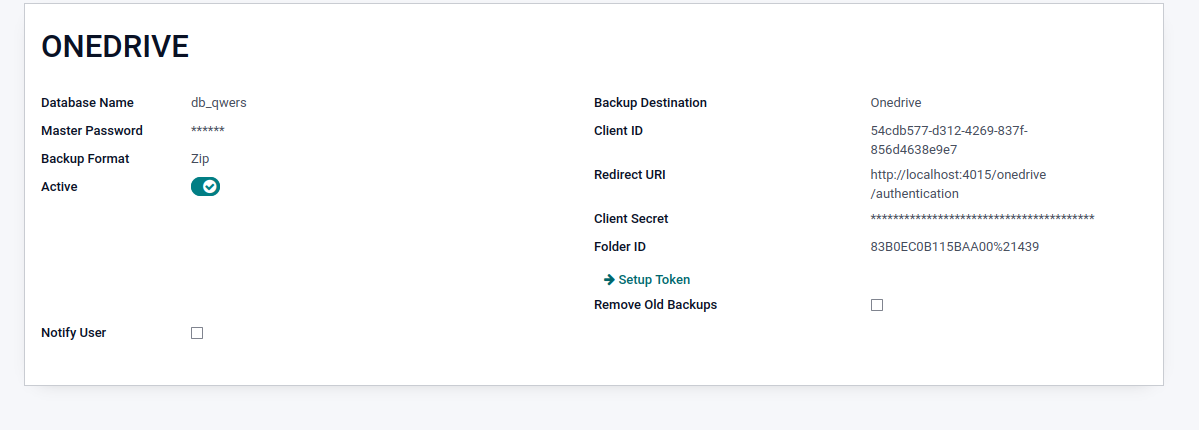 ONEDRIVE
Database Name db_qwers
Master Password ******
Backup Format Zip
Active
Notify User
Backup Destination Onedrive
Client ID 54cdb577-d312-4269-837f-
856d4638e9e7
Redirect URI http://localhost:4015/onedrive
/authentication
Client Secret ****************************************
Folder ID 83B0EC0B115BAA00%21439
Setup Token
Remove Old Backups